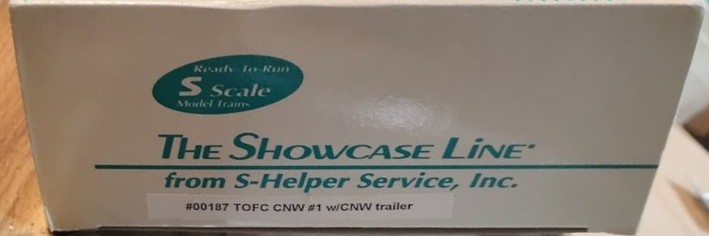 Ready-To-Run
S Scale
Model Trains
THE SHOWCASE LINE
from S-Helper Service, Inc.
#00187 TOFC CNW #1 w/CNW trailer